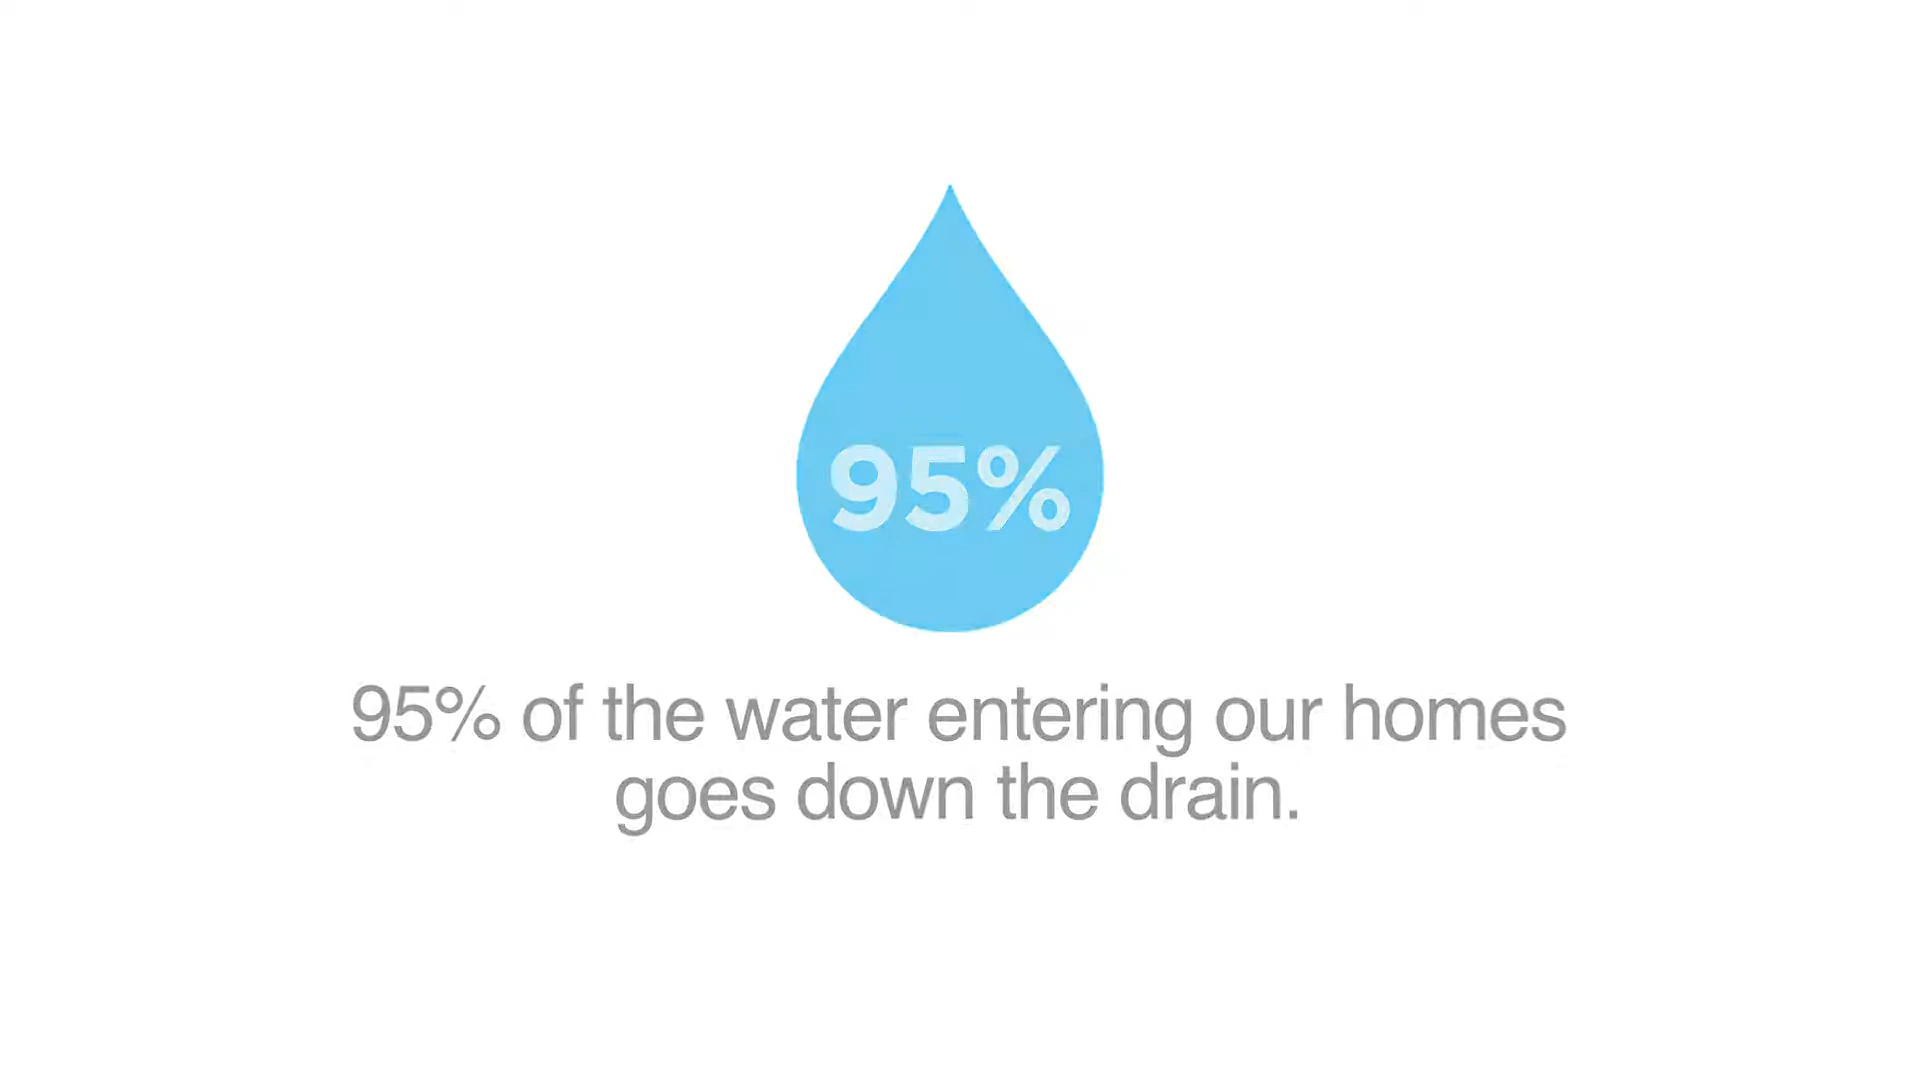 95%
95% of the water entering our homes
goes down the drain.